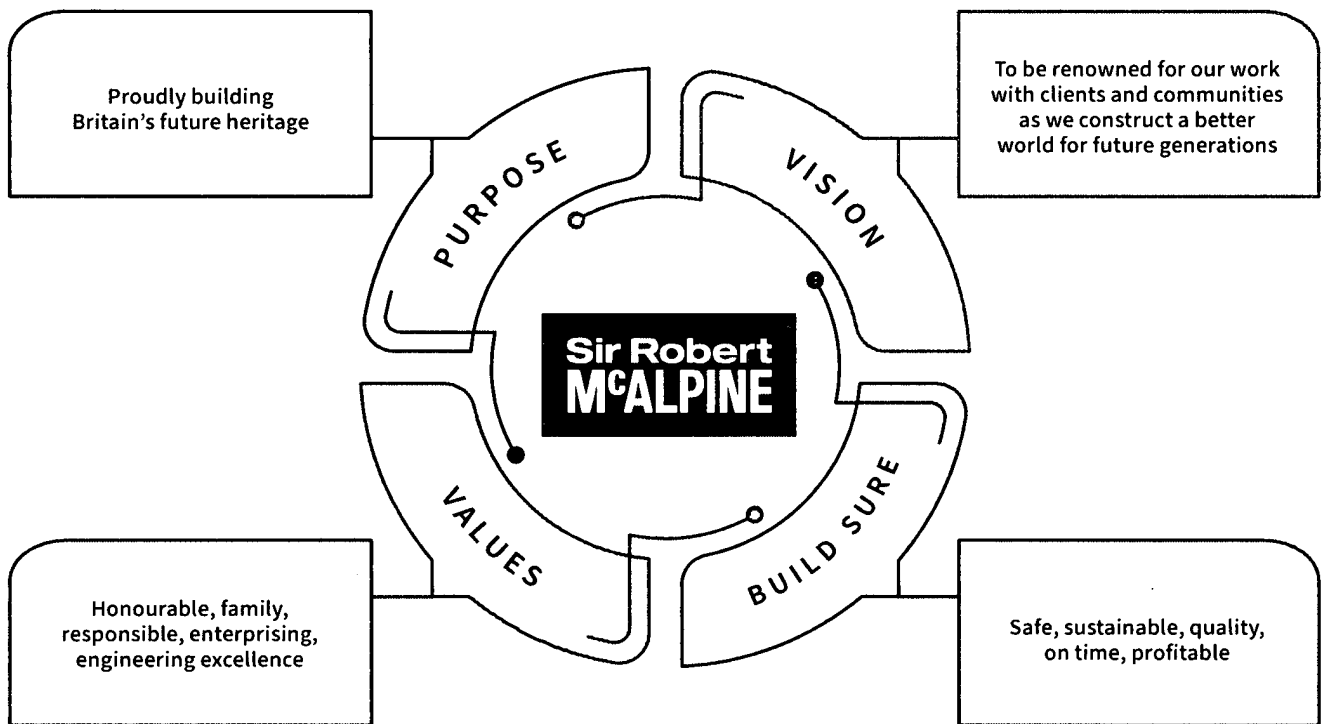 Proudly building
Britain's future heritage
To be renowned for our work
with clients and communities
as we construct a better
world for future generations
PURPOSE
VISION
Sir Robert
McALPINE
VALUES
BUILD SURE
Honourable, family,
responsible, enterprising,
engineering excellence
Safe, sustainable, quality,
on time, profitable